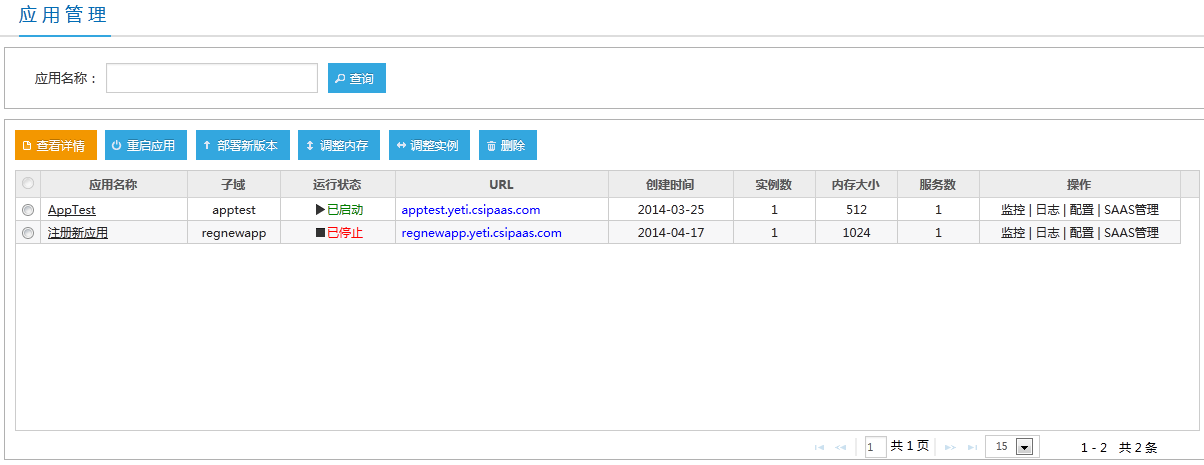 应用管理
应用名称： 查询
查看详情 重启应用 部署新版本 调整内存 调整实例 删除
应用名称 子域 运行状态 URL 创建时间 实例数 内存大小 服务数 操作
AppTest apptest 已启动 apptest.yeti.csipaas.com 2014-03-25 1 512 1 监控 | 日志 | 配置 | SAAS管理
注册新应用 regnewapp 已停止 regnewapp.yeti.csipaas.com 2014-04-17 1 1024 1 监控 | 日志 | 配置 | SAAS管理
1 共 1 页 15 1 - 2 共 2 条